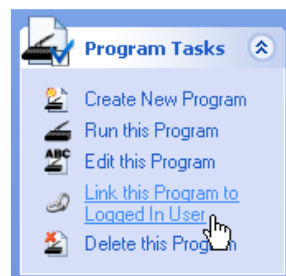 Program Tasks
Create New Program
Run this Program
ABC
Edit this Program
Link this Program to
Logged In User
Delete this Program